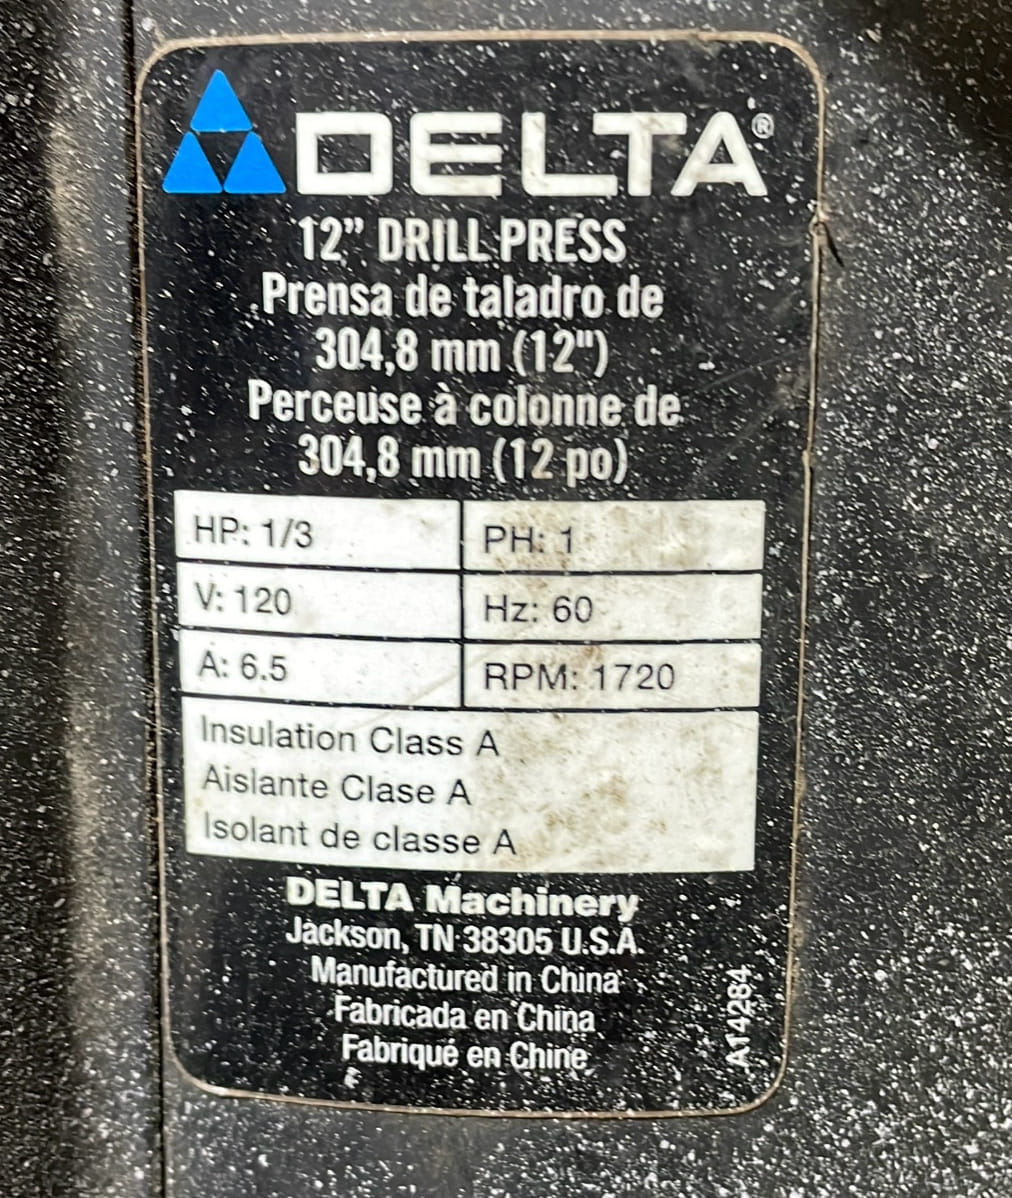 DELTA®
12” DRILL PRESS
Prensa de taladro de
304,8 mm (12")
Perceuse à colonne de
304,8 mm (12 po)
HP: 1/3 PH: 1
V: 120 Hz: 60
A: 6.5 RPM: 1720
Insulation Class A
Aislante Clase A
Isolant de classe A
DELTA Machinery
Jackson, TN 38305 U.S.A.
Manufactured in China
Fabricada en China
Fabriqué en Chine
E
A14284